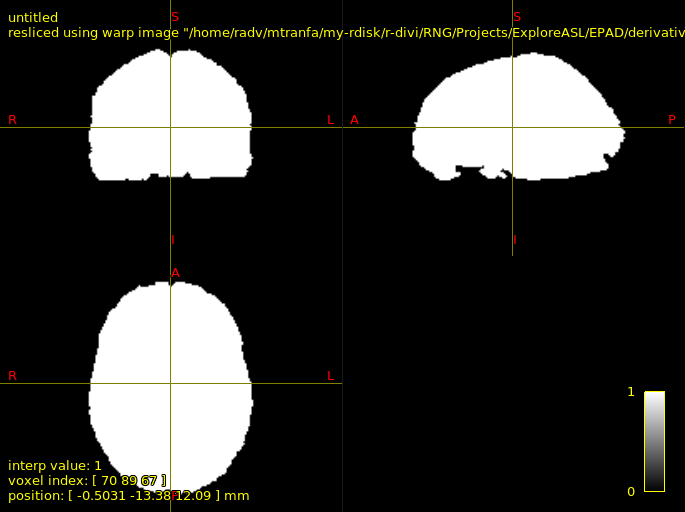 untitled
resliced using warp image "/home/radv/mtranfa/my-rdisk/r-divi/RNG/Projects/ExploreASL/EPAD/derivativ
S S
R L A P
I I
A
R L
1
interp value: 1
voxel index: [ 70 89 67 ]
position: [ -0.5031 -13.38 12.09 ] mm
0